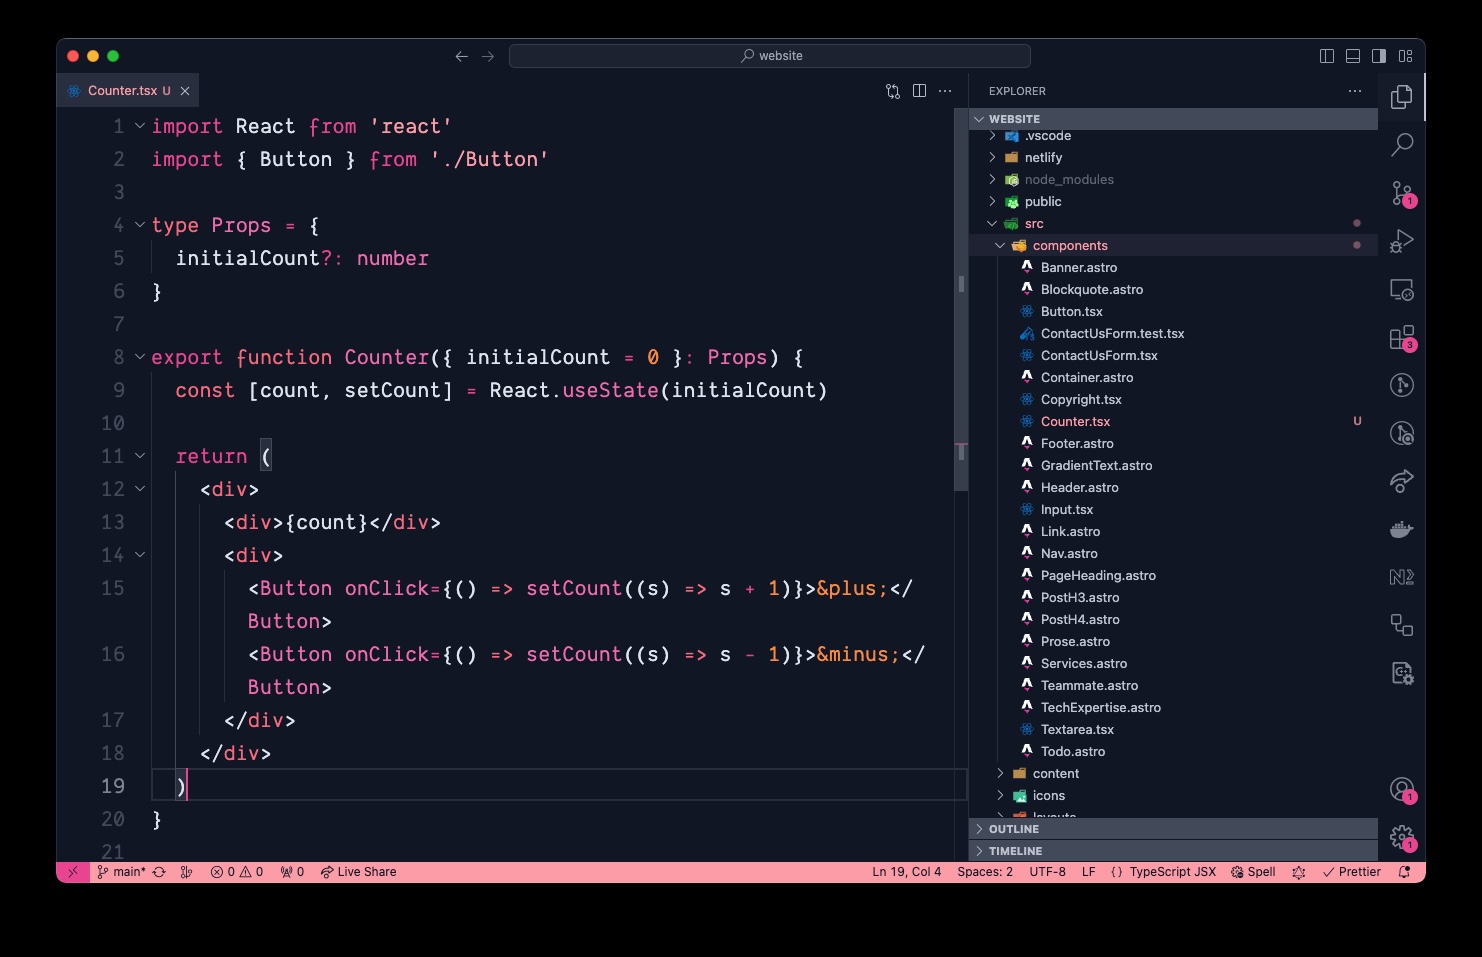 website
Counter.tsx U
EXPLORER
WEBSITE
1 import React from 'react'
2 import { Button } from './Button'
3
4 type Props = {
5 initialCount?: number
6 }
7
8 export function Counter({ initialCount = 0 }: Props) {
9 const [count, setCount] = React.useState(initialCount)
10
11 return (
12 <div>
13 <div>{count}</div>
14 <div>
15 <Button onClick={() => setCount((s) => s + 1)}>&plus;</
Button>
16 <Button onClick={() => setCount((s) => s - 1)}>&minus;</
Button>
17 </div>
18 </div>
19 )
20 }
21
.vscode
netlify
node_modules
public
src
components
Banner.astro
Blockquote.astro
Button.tsx
ContactUsForm.test.tsx
ContactUsForm.tsx
Container.astro
Copyright.tsx
Counter.tsx U
Footer.astro
GradientText.astro
Header.astro
Input.tsx
Link.astro
Nav.astro
PageHeading.astro
PostH3.astro
PostH4.astro
Prose.astro
Services.astro
Teammate.astro
TechExpertise.astro
Textarea.tsx
Todo.astro
content
icons
layouts
OUTLINE
TIMELINE
1
3
1
1
main* 0 0 0 Live Share Ln 19, Col 4 Spaces: 2 UTF-8 LF {} TypeScript JSX Spell Prettier